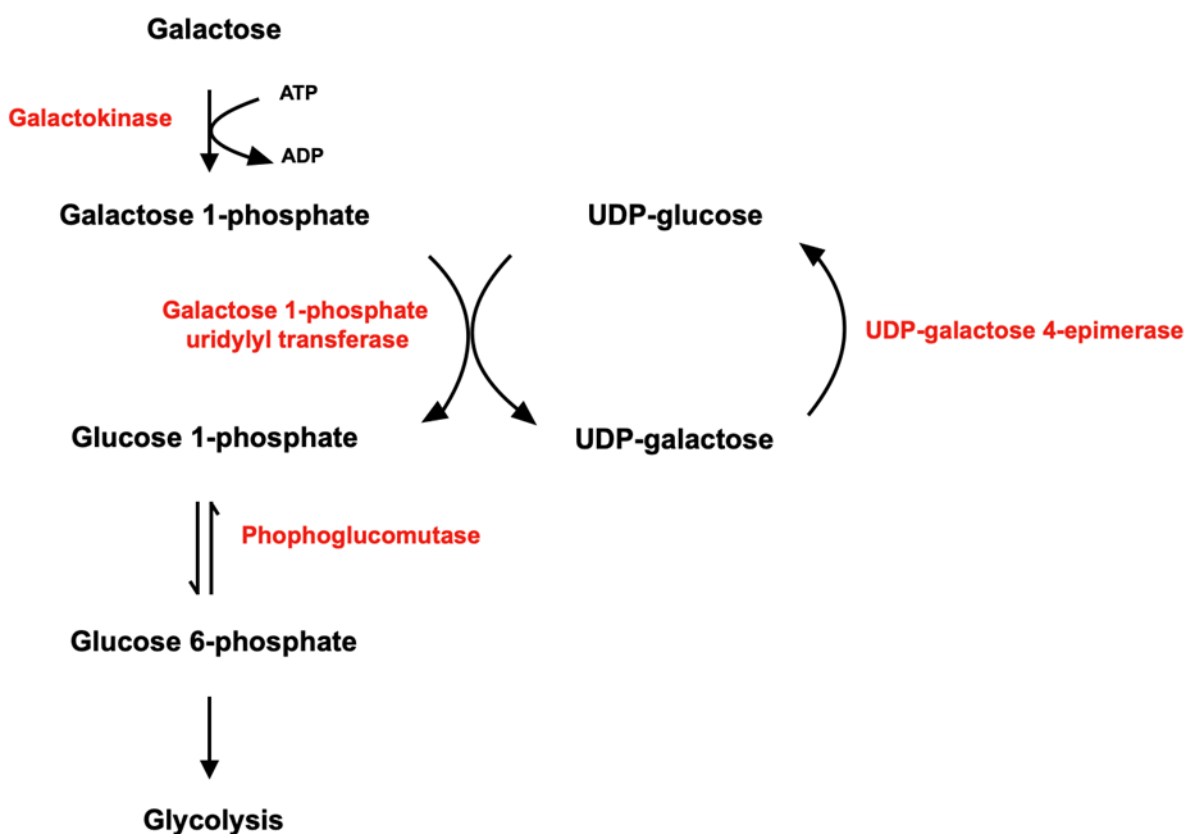 Galactose
ATP
Galactokinase
ADP
Galactose 1-phosphate
UDP-glucose
Galactose 1-phosphate
uridylyl transferase
UDP-galactose 4-epimerase
Glucose 1-phosphate
UDP-galactose
Phophoglucomutase
Glucose 6-phosphate
Glycolysis